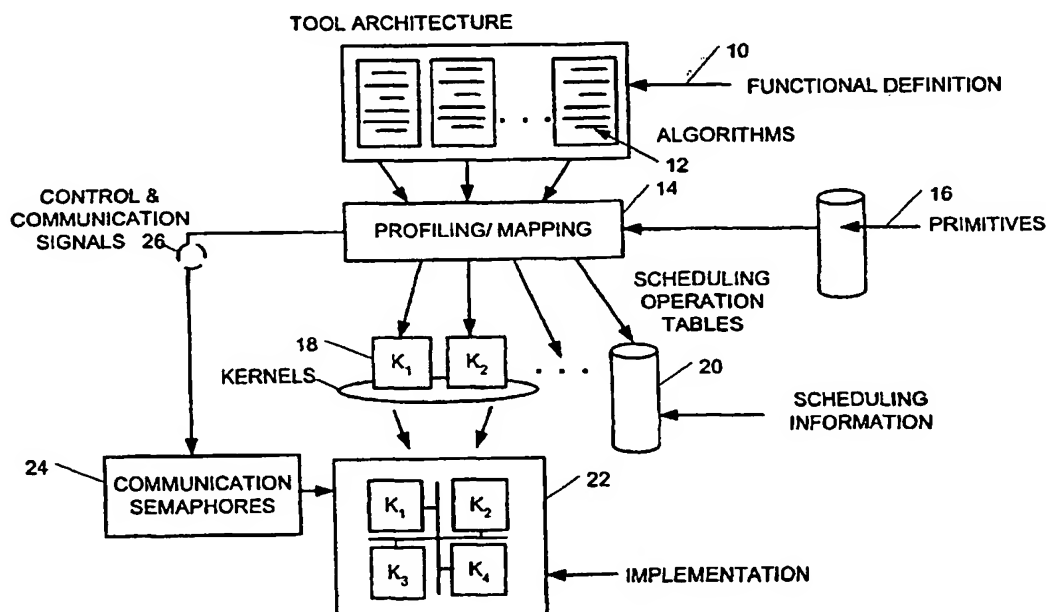 TOOL ARCHITECTURE
10
FUNCTIONAL DEFINITION
ALGORITHMS
12
14
CONTROL &
COMMUNICATION
SIGNALS 26
PROFILING/ MAPPING
16
PRIMITIVES
SCHEDULING
OPERATION
TABLES
18
K1
K2
. . .
KERNELS
20
SCHEDULING
INFORMATION
24
COMMUNICATION
SEMAPHORES
22
K1
K2
K3
K4
IMPLEMENTATION